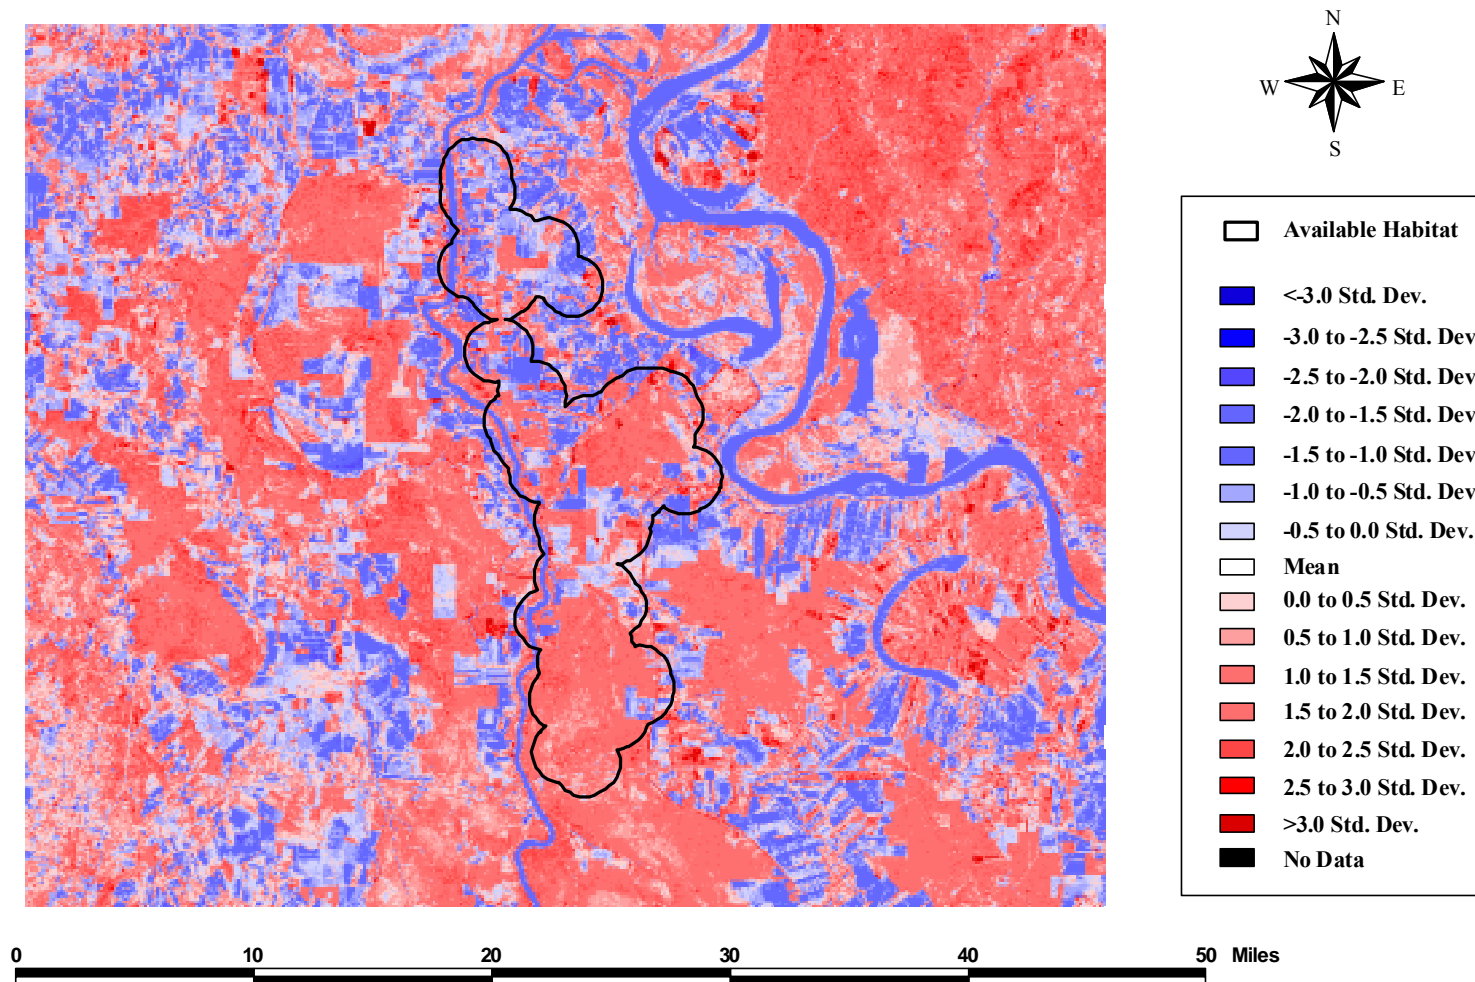 N
W E
S
Available Habitat
<-3.0 Std. Dev.
-3.0 to -2.5 Std. Dev
-2.5 to -2.0 Std. Dev
-2.0 to -1.5 Std. Dev
-1.5 to -1.0 Std. Dev
-1.0 to -0.5 Std. Dev
-0.5 to 0.0 Std. Dev.
Mean
0.0 to 0.5 Std. Dev.
0.5 to 1.0 Std. Dev.
1.0 to 1.5 Std. Dev.
1.5 to 2.0 Std. Dev.
2.0 to 2.5 Std. Dev.
2.5 to 3.0 Std. Dev.
>3.0 Std. Dev.
No Data
0 10 20 30 40 50 Miles